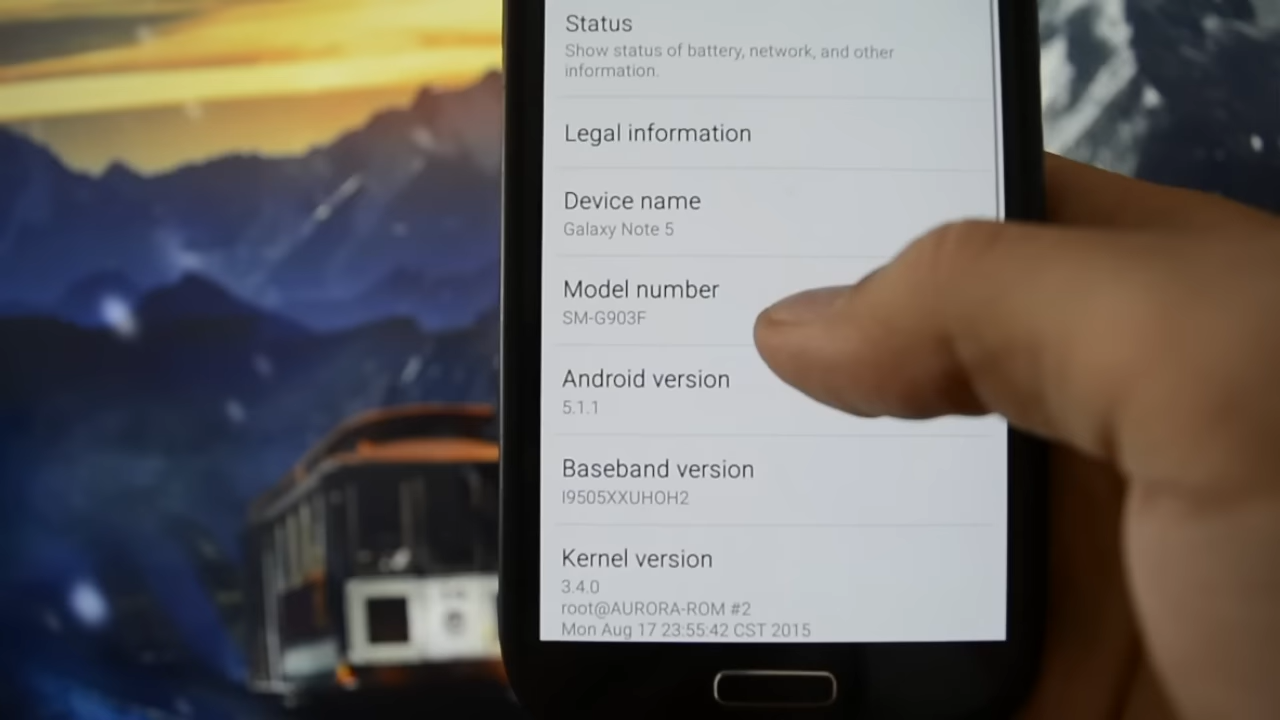 Status
Show status of battery, network, and other
information.
Legal information
Device name
Galaxy Note 5
Model number
SM-G903F
Android version
5.1.1
Baseband version
I9505XXUHOH2
Kernel version
3.4.0
root@AURORA-ROM #2
Mon Aug 17 23:55:42 CST 2015